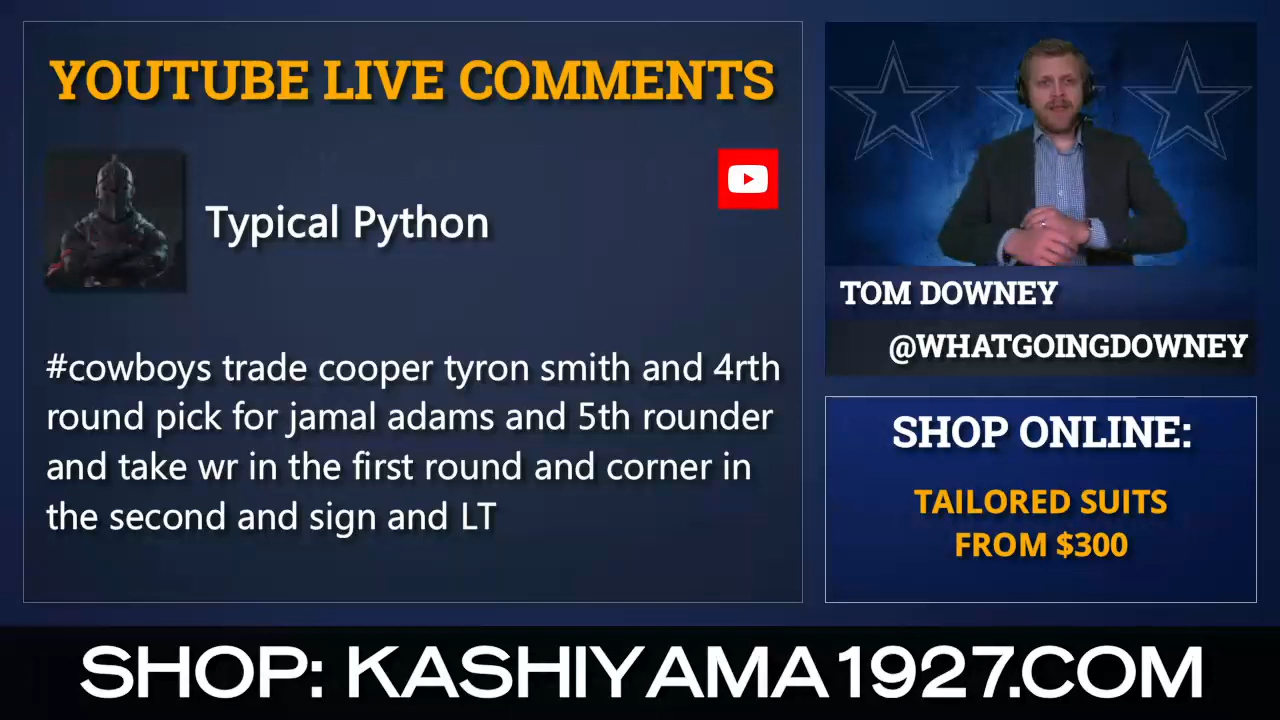 YOUTUBE LIVE COMMENTS
Typical Python
#cowboys trade cooper tyron smith and 4rth
round pick for jamal adams and 5th rounder
and take wr in the first round and corner in
the second and sign and LT
TOM DOWNEY
@WHATGOINGDOWNEY
SHOP ONLINE:
TAILORED SUITS
FROM $300
SHOP: KASHIYAMA1927.COM